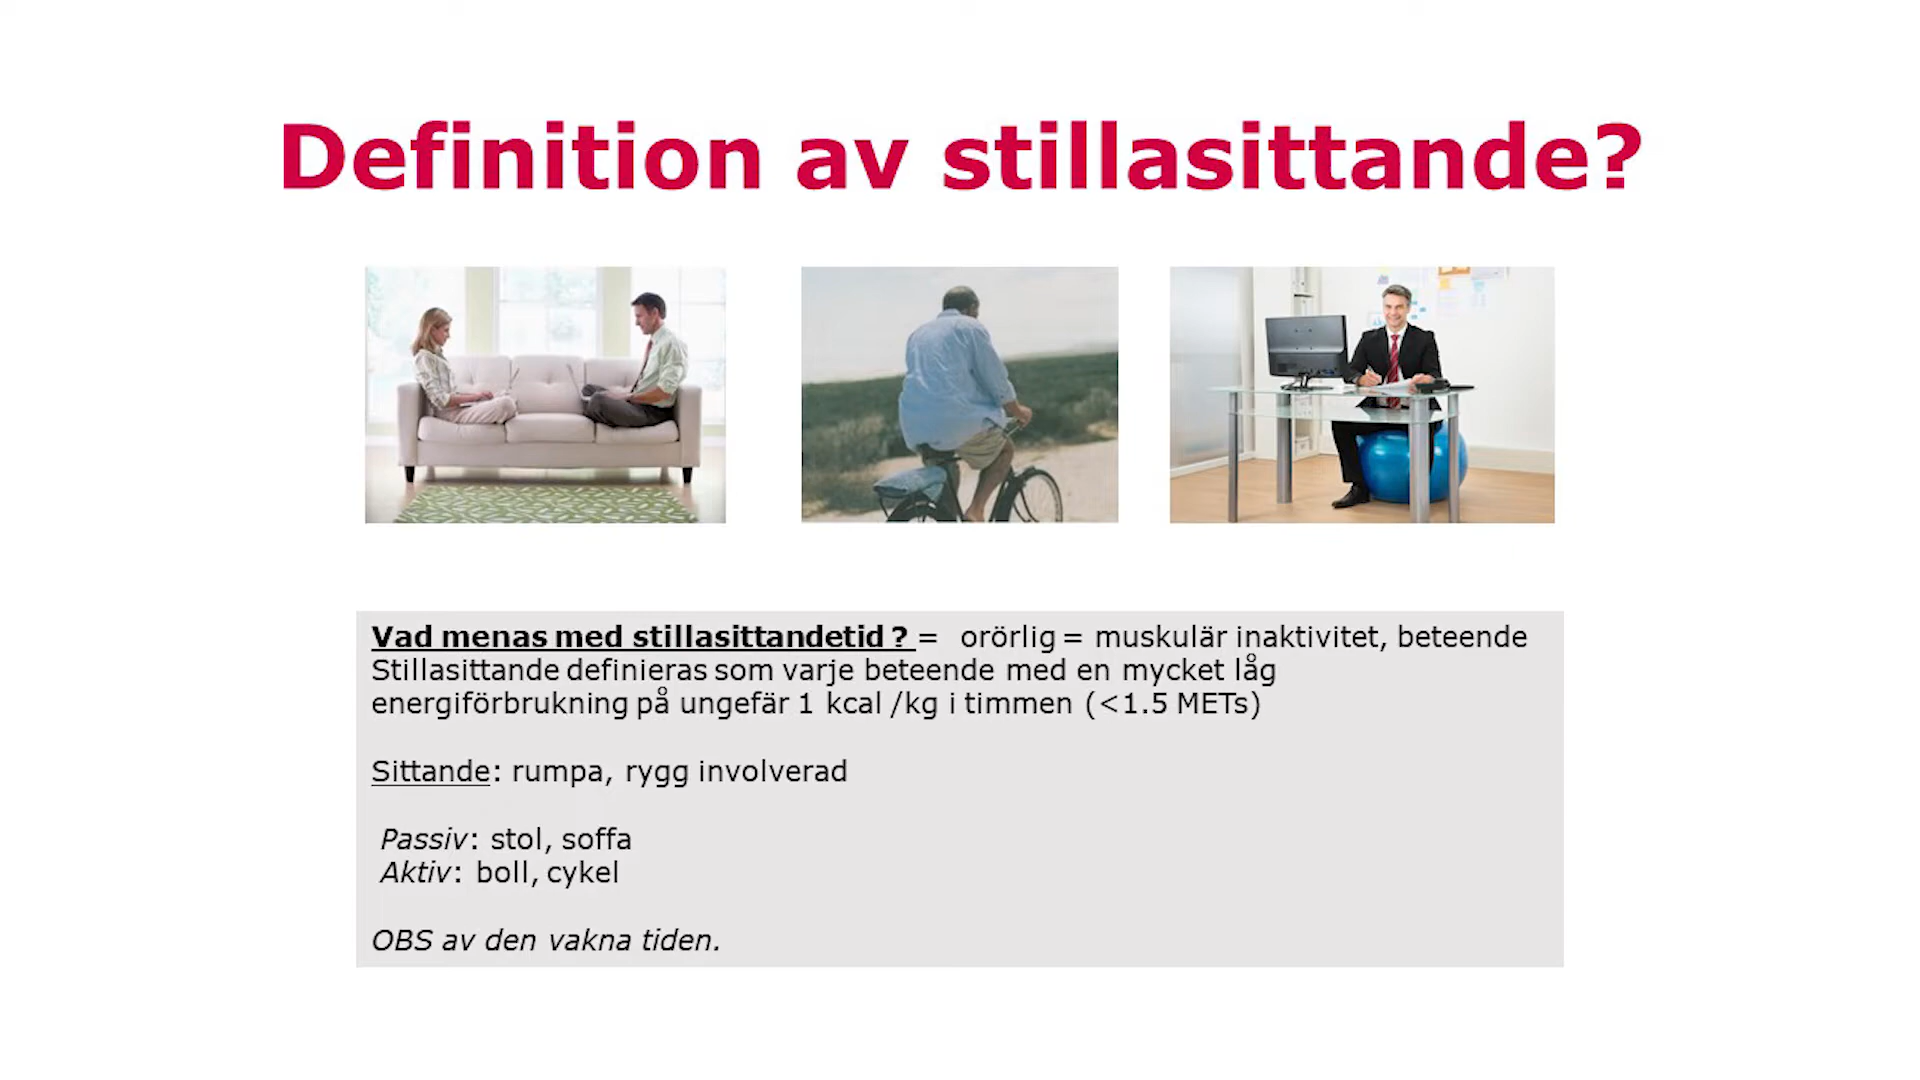 Definition av stillasittande?
Vad menas med stillasittandetid ? = orörlig = muskulär inaktivitet, beteende
Stillasittande definieras som varje beteende med en mycket låg
energiförbrukning på ungefär 1 kcal /kg i timmen (<1.5 METs)
Sittande: rumpa, rygg involverad
Passiv: stol, soffa
Aktiv: boll, cykel
OBS av den vakna tiden.